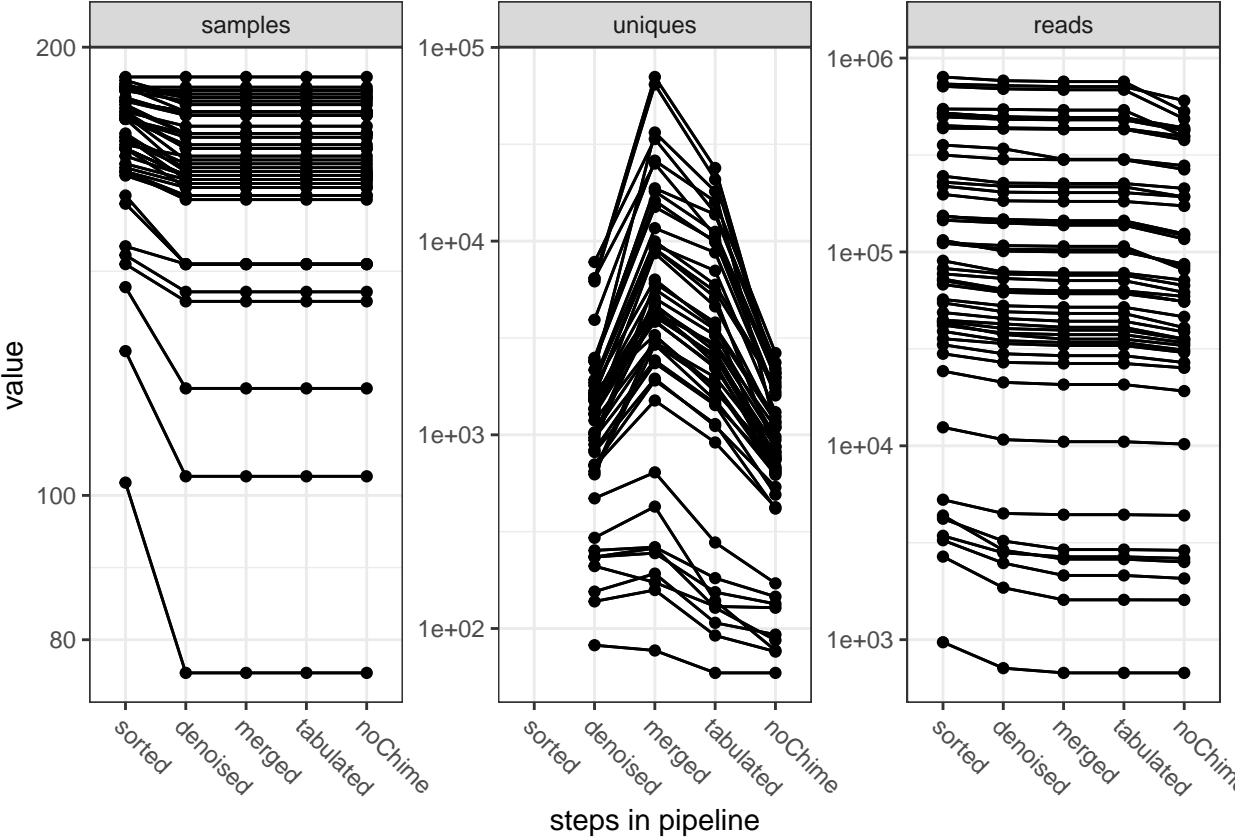 samples
uniques
reads
value
200
100
80
1e+05
1e+04
1e+03
1e+02
1e+06
1e+05
1e+04
1e+03
sorted
denoised
merged
tabulated
noChime
sorted
denoised
merged
tabulated
noChime
sorted
denoised
merged
tabulated
noChime
steps in pipeline